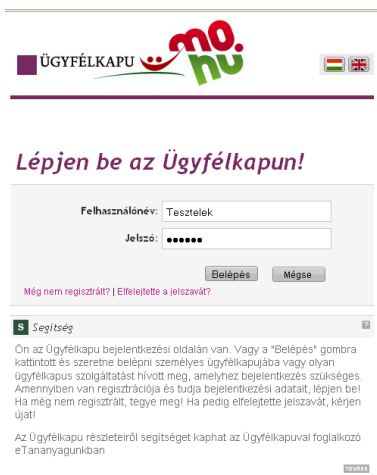 ÜGYFÉLKAPU mo.hu
Lépjen be az Ügyfélkapun!
Felhasználónév: Tesztelek
Jelszó: ●●●●●●
Belépés Mégse
Még nem regisztrált? | Elfelejtette a jelszavát?
S Segítség ?
Ön az Ügyfélkapu bejelentkezési oldalán van. Vagy a "Belépés" gombra
kattintott és szeretne belépni személyes ügyfélkapujába vagy olyan
ügyfélkapus szolgáltatást hívott meg, amelyhez bejelentkezés szükséges.
Amennyiben van regisztrációja és tudja bejelentkezési adatait, lépjen be!
Ha még nem regisztrált, tegye meg! Ha pedig elfelejtette jelszavát, kérjen
újat!
Az Ügyfélkapu részleteiről segítséget kaphat az Ügyfélkapuval foglalkozó
eTananyagunkban
TOVÁBB